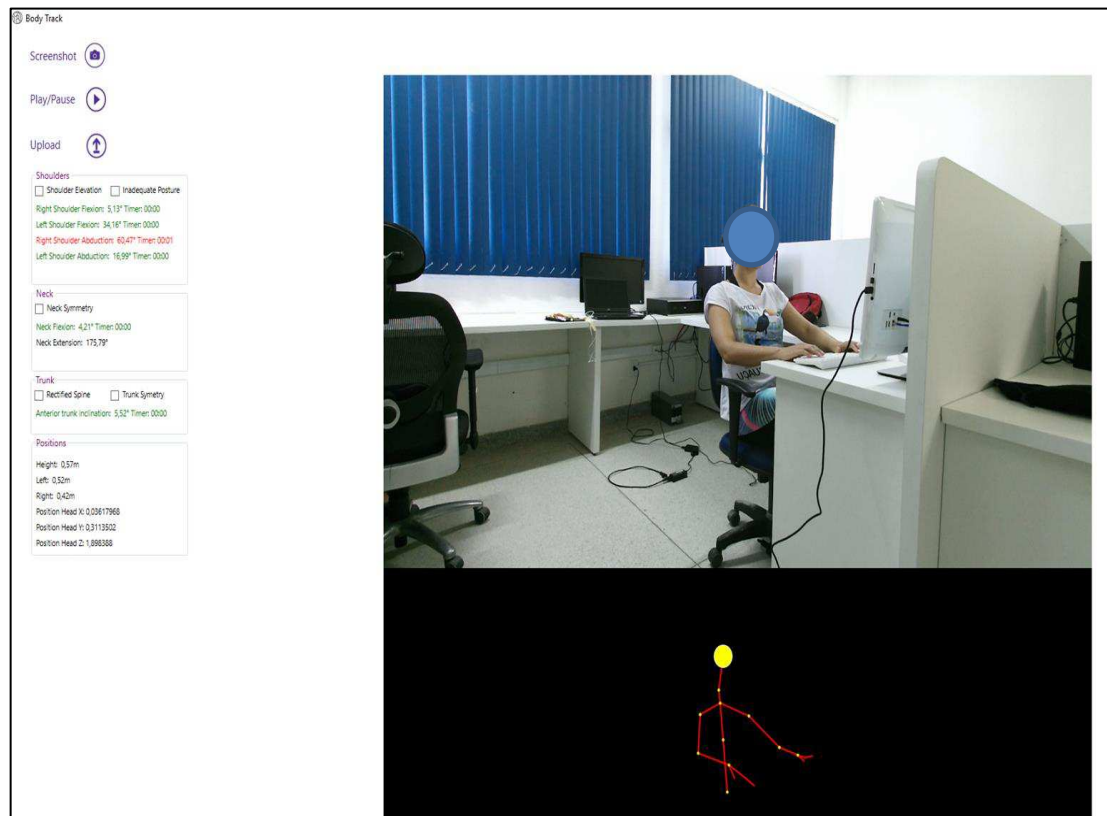 Body Track
Screenshot
Play/Pause
Upload
Shoulders
Shoulder Elevation Inadequate Posture
Right Shoulder Flexion: 5,13° Timer: 00:00
Left Shoulder Flexion: 34,16° Timer: 00:00
Right Shoulder Abduction: 60,47° Timer: 00:01
Left Shoulder Abduction: 16,99° Timer: 00:00
Neck
Neck Symmetry
Neck Flexion: 4,21° Timer: 00:00
Neck Extension: 175,79°
Trunk
Rectified Spine Trunk Symetry
Anterior trunk inclination: 5,52° Timer: 00:00
Positions
Height: 0,57m
Left: 0,52m
Right: 0,42m
Position Head X: 0,03617968
Position Head Y: 0,3113502
Position Head Z: 1,898388